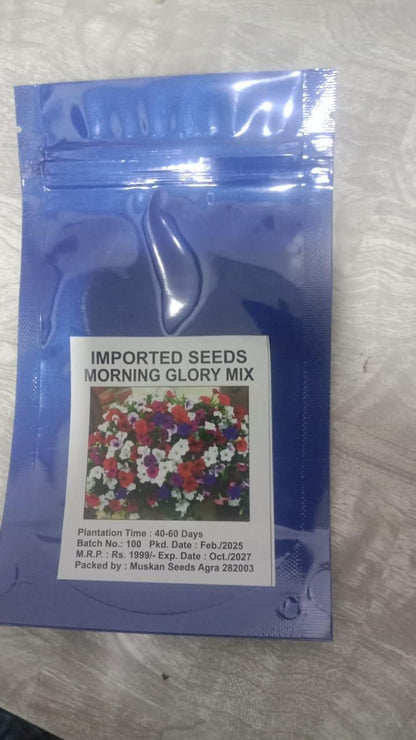 IMPORTED SEEDS
MORNING GLORY MIX
Plantation Time : 40-60 Days
Batch No.: 100 Pkd. Date : Feb./2025
M.R.P. : Rs. 1999/- Exp. Date : Oct./2027
Packed by : Muskan Seeds Agra 282003